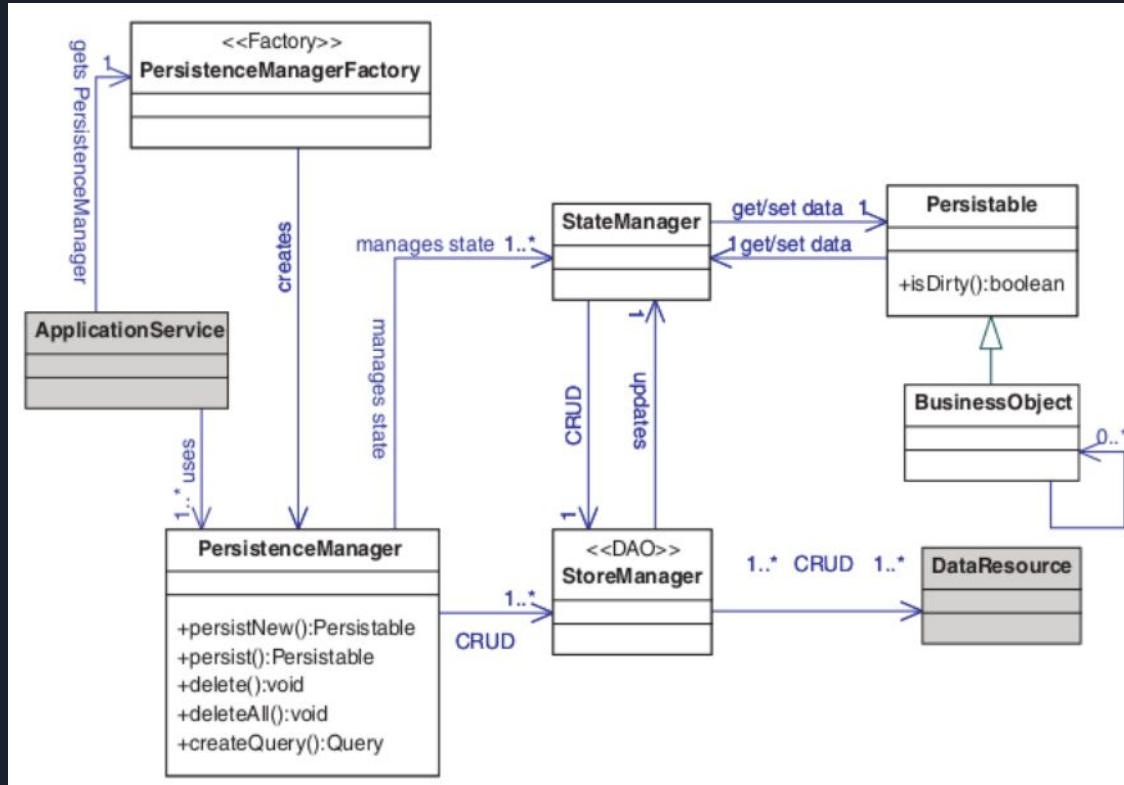 <<Factory>>
PersistenceManagerFactory
1
gets PersistenceManager
creates
manages state 1..*
manages state
StateManager
get/set data 1
1 get/set data
Persistable
+isDirty():boolean
ApplicationService
1..* uses
CRUD
1
updates
1
BusinessObject
0..*
PersistenceManager
+persistNew():Persistable
+persist():Persistable
+delete():void
+deleteAll():void
+createQuery():Query
1..*
CRUD
<<DAO>>
StoreManager
1..* CRUD 1..*
DataResource